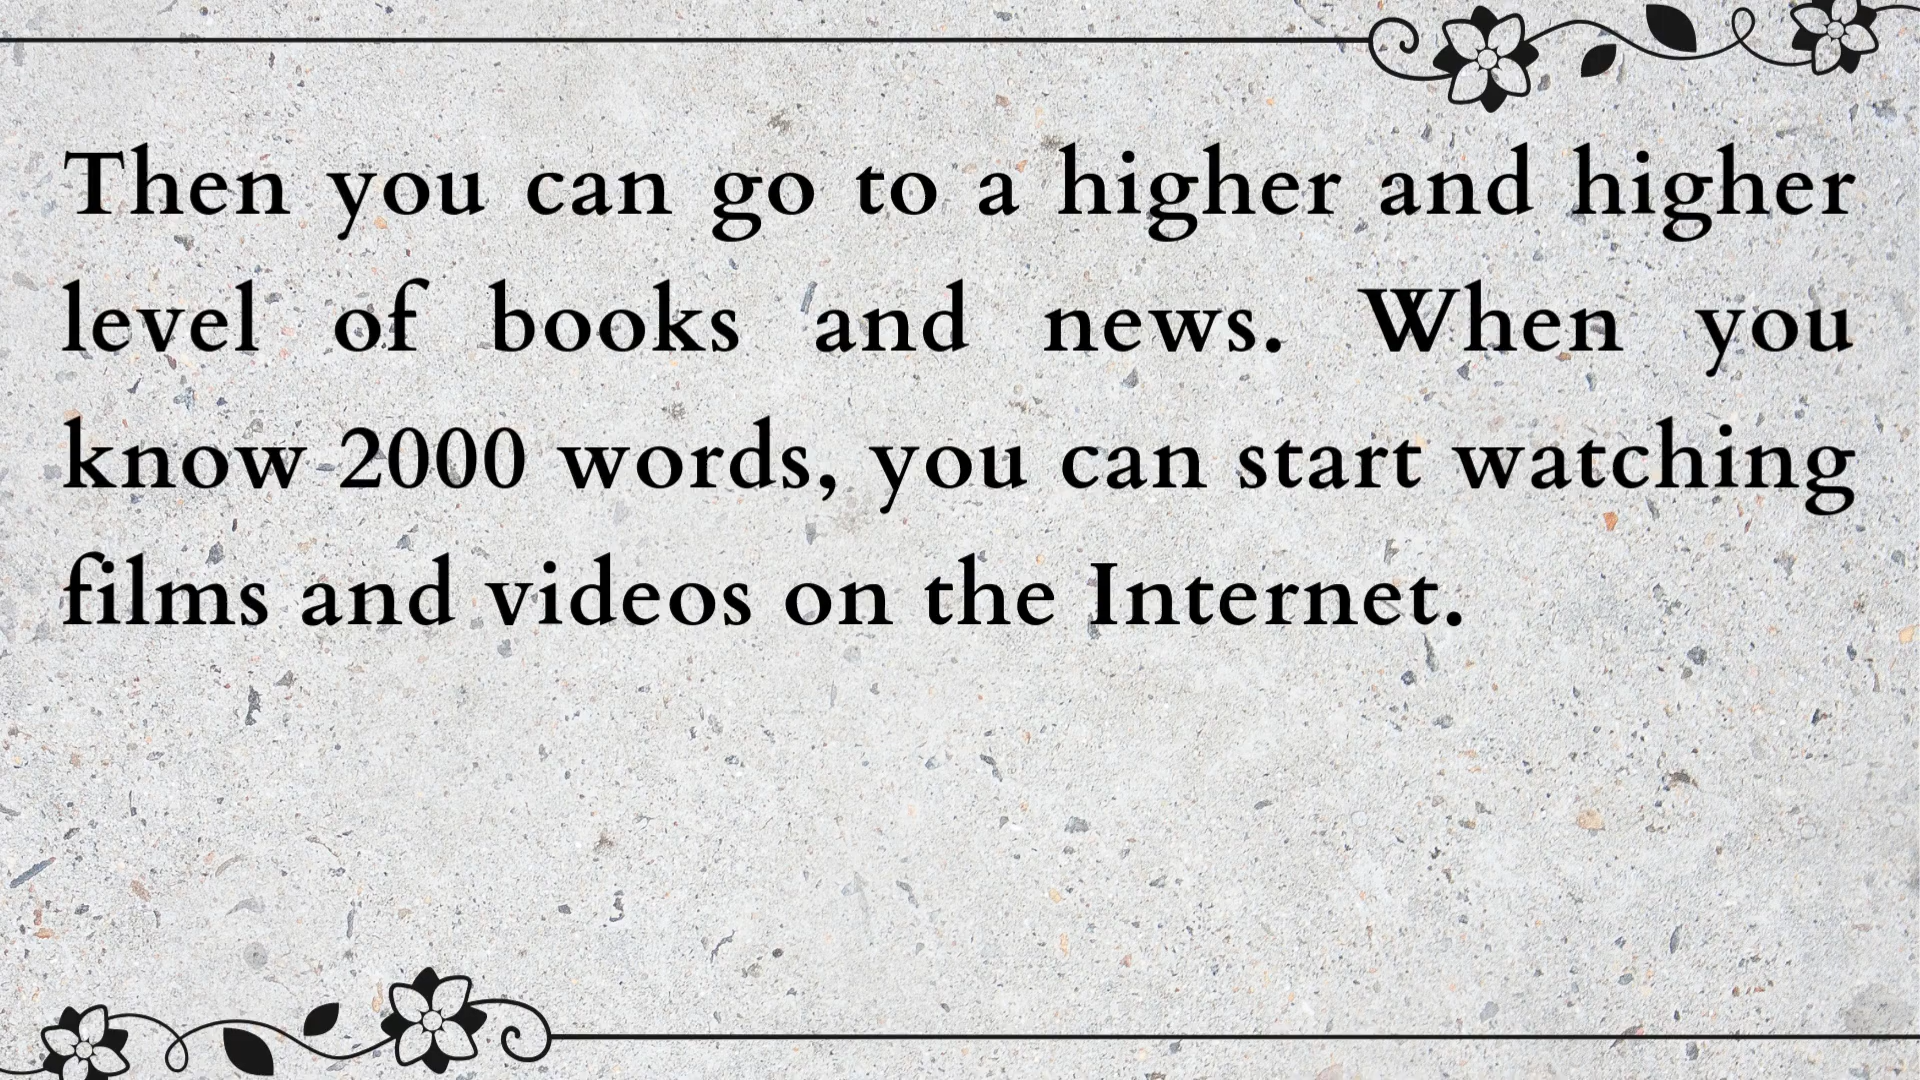 Then you can go to a higher and higher
level of books and news. When you
know 2000 words, you can start watching
films and videos on the Internet.